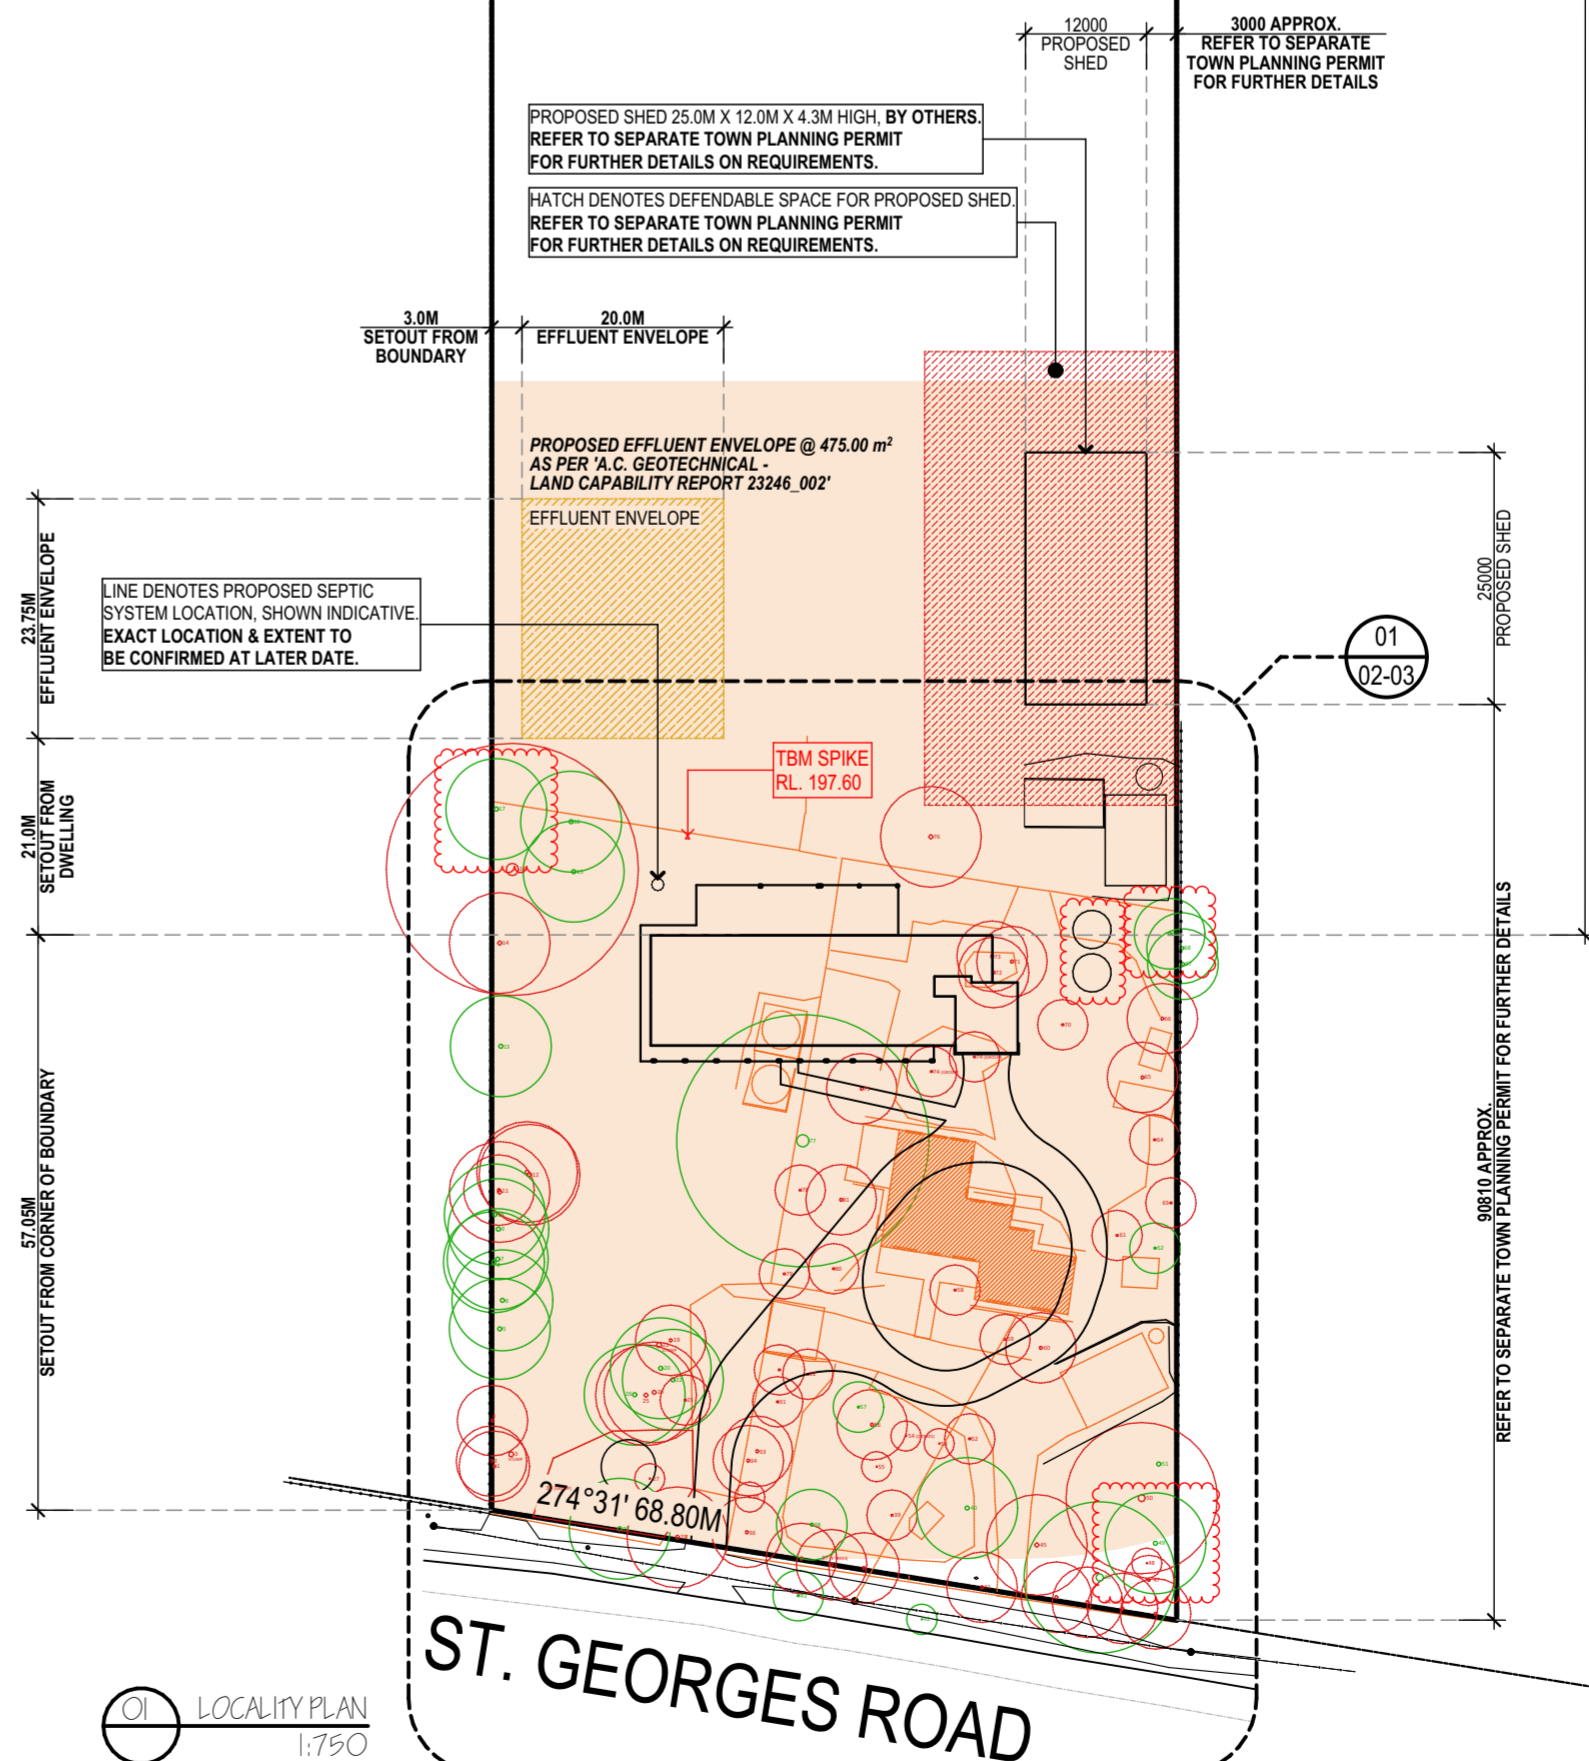 12000
PROPOSED
SHED
3000 APPROX.
REFER TO SEPARATE
TOWN PLANNING PERMIT
FOR FURTHER DETAILS
PROPOSED SHED 25.0M X 12.0M X 4.3M HIGH, BY OTHERS.
REFER TO SEPARATE TOWN PLANNING PERMIT
FOR FURTHER DETAILS ON REQUIREMENTS.
HATCH DENOTES DEFENDABLE SPACE FOR PROPOSED SHED.
REFER TO SEPARATE TOWN PLANNING PERMIT
FOR FURTHER DETAILS ON REQUIREMENTS.
3.0M
SETOUT FROM
BOUNDARY
20.0M
EFFLUENT ENVELOPE
PROPOSED EFFLUENT ENVELOPE @ 475.00 m²
AS PER 'A.C. GEOTECHNICAL -
LAND CAPABILITY REPORT 23246_002'
EFFLUENT ENVELOPE
23.75M
EFFLUENT ENVELOPE
LINE DENOTES PROPOSED SEPTIC
SYSTEM LOCATION, SHOWN INDICATIVE.
EXACT LOCATION & EXTENT TO
BE CONFIRMED AT LATER DATE.
25000
PROPOSED SHED
01
02-03
TBM SPIKE
RL. 197.60
21.0M
SETOUT FROM
DWELLING
57.05M
SETOUT FROM CORNER OF BOUNDARY
90810 APPROX.
REFER TO SEPARATE TOWN PLANNING PERMIT FOR FURTHER DETAILS
274°31' 68.80M
ST. GEORGES ROAD
01
LOCALITY PLAN
1:750